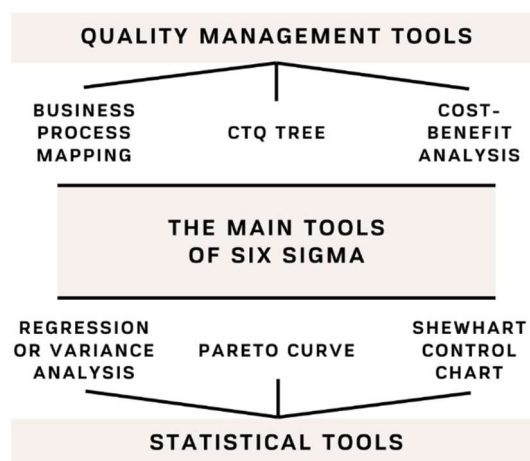 QUALITY MANAGEMENT TOOLS
BUSINESS
PROCESS
MAPPING
CTQ TREE
COST-
BENEFIT
ANALYSIS
THE MAIN TOOLS
OF SIX SIGMA
REGRESSION
OR VARIANCE
ANALYSIS
PARETO CURVE
SHEWHART
CONTROL
CHART
STATISTICAL TOOLS